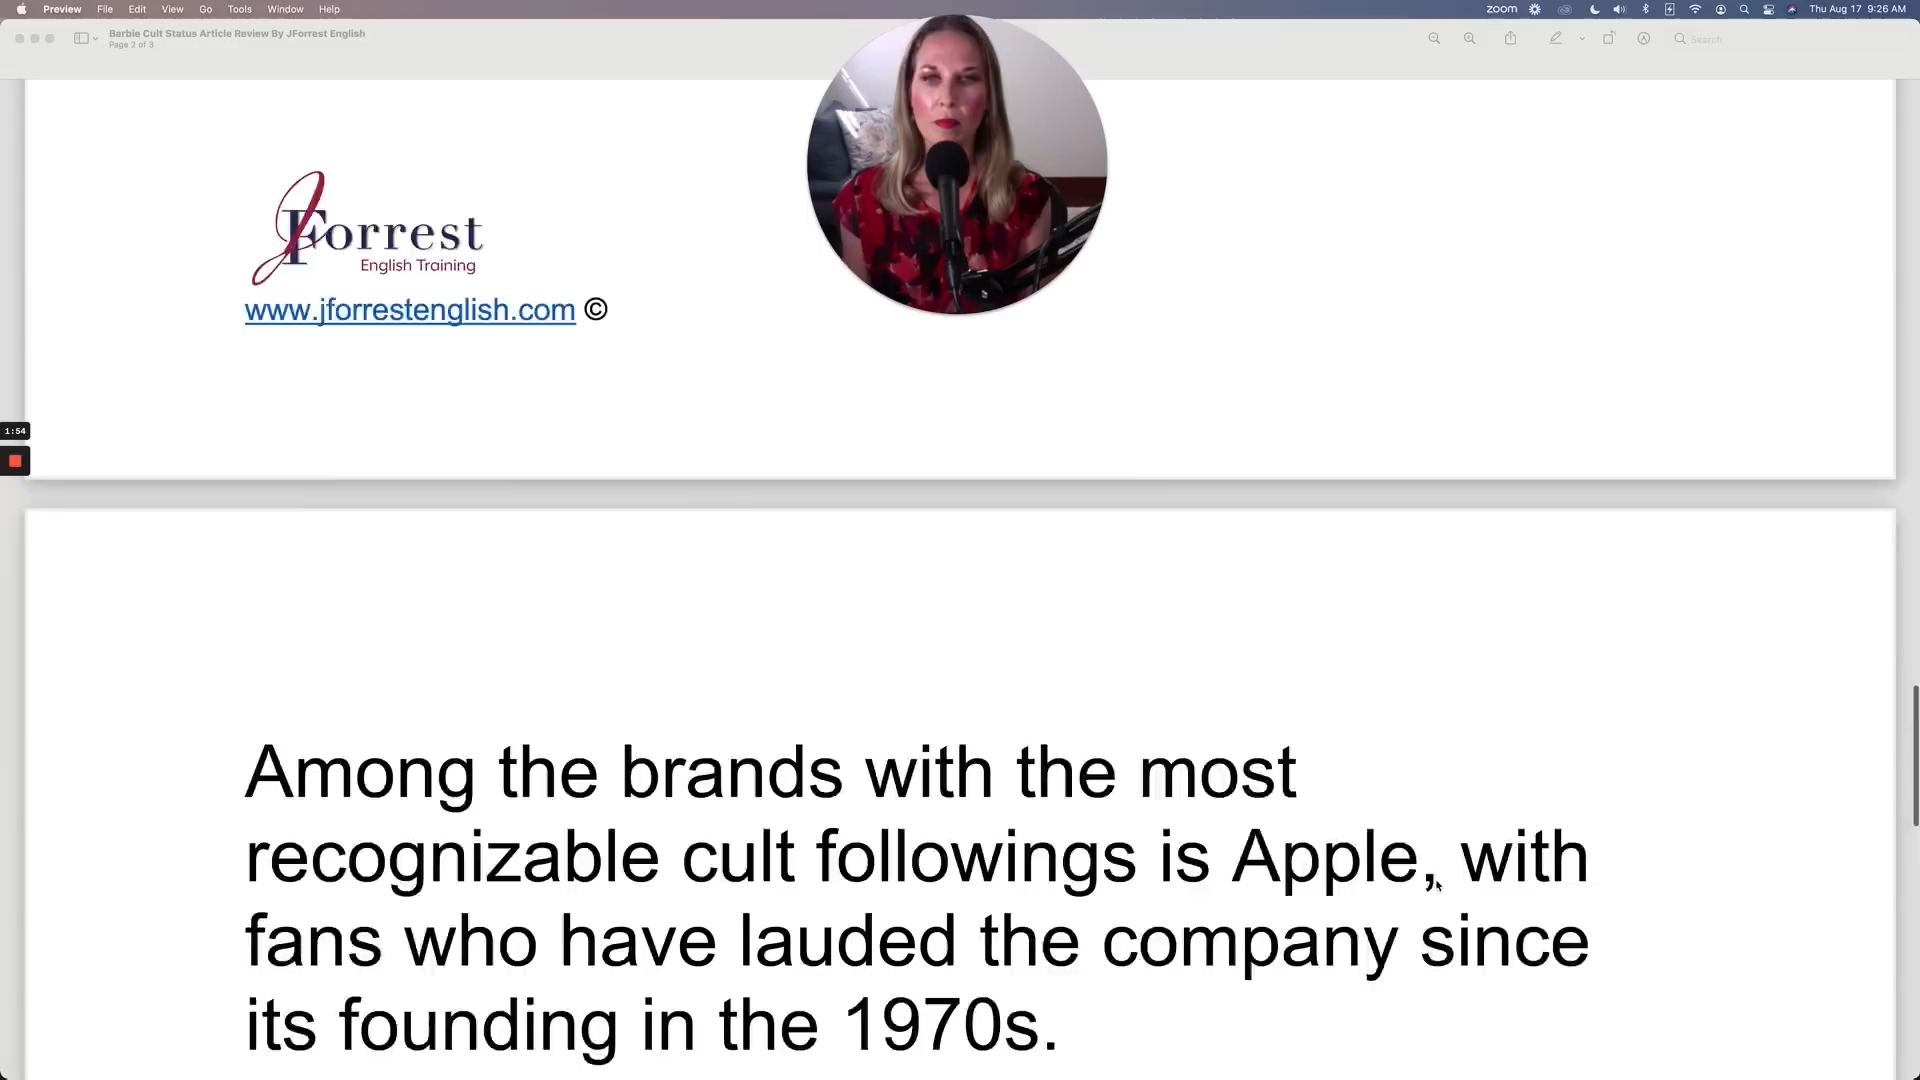 Preview File Edit View Go Tools Window Help
zoom Thu Aug 17 9:26 AM
Barbie Cult Status Article Review By JForrest English
Page 2 of 3
Search
JForrest
English Training
www.jforrestenglish.com ©
1:54
Among the brands with the most
recognizable cult followings is Apple, with
fans who have lauded the company since
its founding in the 1970s.